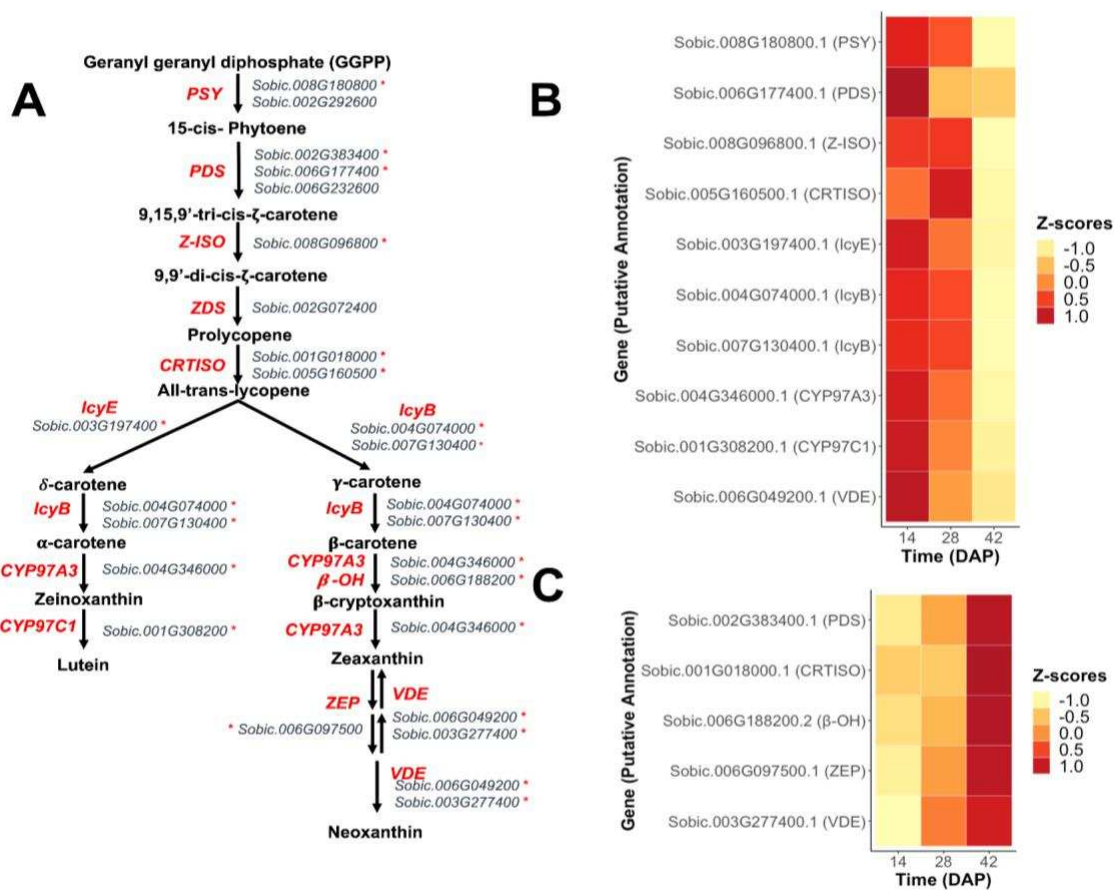 A
Geranyl geranyl diphosphate (GGPP)
PSY
Sobic.008G180800 *
Sobic.002G292600
15-cis- Phytoene
PDS
Sobic.002G383400 *
Sobic.006G177400 *
Sobic.006G232600
9,15,9’-tri-cis-ζ-carotene
Z-ISO
Sobic.008G096800 *
9,9’-di-cis-ζ-carotene
ZDS
Sobic.002G072400
Prolycopene
CRTISO
Sobic.001G018000 *
Sobic.005G160500 *
All-trans-lycopene
lcyE
Sobic.003G197400 *
lcyB
Sobic.004G074000 *
Sobic.007G130400 *
δ-carotene
lcyB
Sobic.004G074000 *
Sobic.007G130400 *
α-carotene
CYP97A3
Sobic.004G346000 *
Zeinoxanthin
CYP97C1
Sobic.001G308200 *
Lutein
γ-carotene
lcyB
Sobic.004G074000 *
Sobic.007G130400 *
β-carotene
CYP97A3
β-OH
Sobic.004G346000 *
Sobic.006G188200 *
β-cryptoxanthin
CYP97A3
Sobic.004G346000 *
Zeaxanthin
ZEP
VDE
* Sobic.006G097500
Sobic.006G049200 *
Sobic.003G277400 *
VDE
Sobic.006G049200 *
Sobic.003G277400 *
Neoxanthin
B
Gene (Putative Annotation)
Sobic.008G180800.1 (PSY)
Sobic.006G177400.1 (PDS)
Sobic.008G096800.1 (Z-ISO)
Sobic.005G160500.1 (CRTISO)
Sobic.003G197400.1 (lcyE)
Sobic.004G074000.1 (lcyB)
Sobic.007G130400.1 (lcyB)
Sobic.004G346000.1 (CYP97A3)
Sobic.001G308200.1 (CYP97C1)
Sobic.006G049200.1 (VDE)
14 28 42
Time (DAP)
Z-scores
-1.0
-0.5
0.0
0.5
1.0
C
Gene (Putative Annotation)
Sobic.002G383400.1 (PDS)
Sobic.001G018000.1 (CRTISO)
Sobic.006G188200.2 (β-OH)
Sobic.006G097500.1 (ZEP)
Sobic.003G277400.1 (VDE)
14 28 42
Time (DAP)
Z-scores
-1.0
-0.5
0.0
0.5
1.0